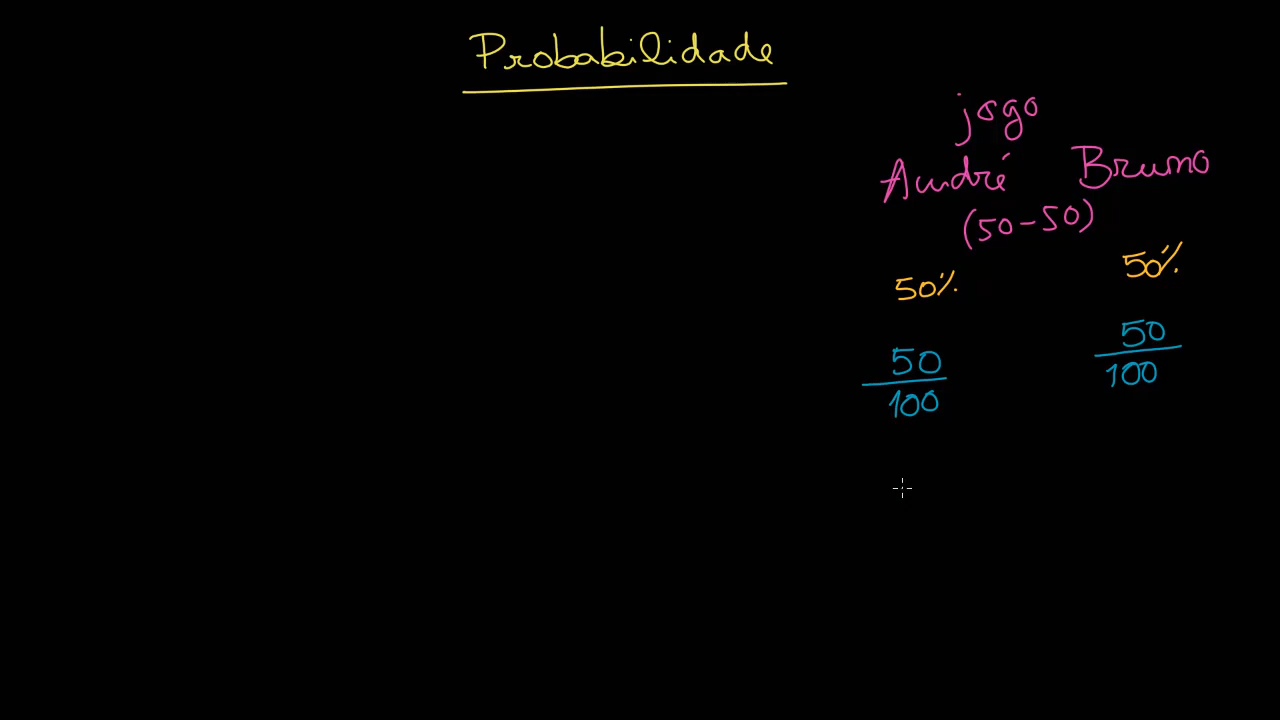 Probabilidade
jogo
André Bruno
(50-50)
50% 50%
50/100 50/100